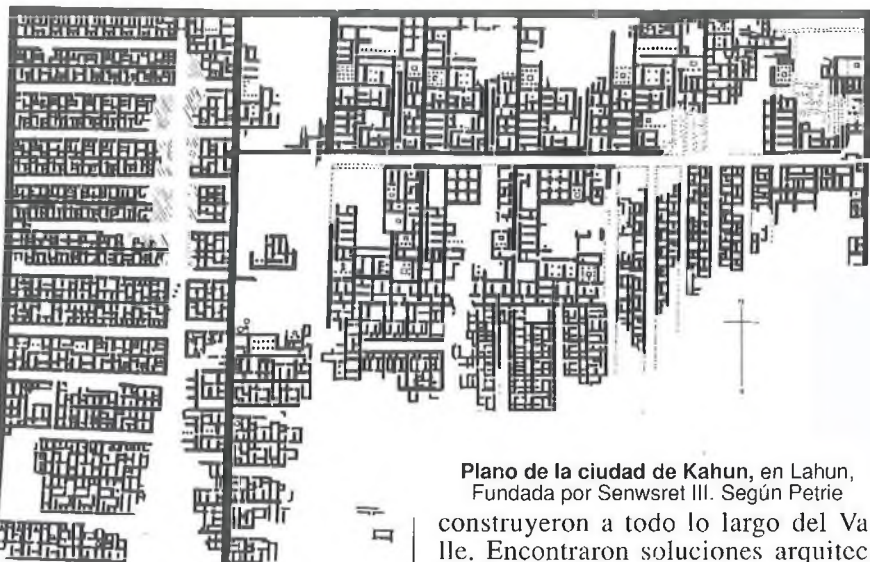 Plano de la ciudad de Kahun, en Lahun,
Fundada por Senwsret III. Según Petrie
construyeron a todo lo largo del Va-
lle. Encontraron soluciones arquitec-